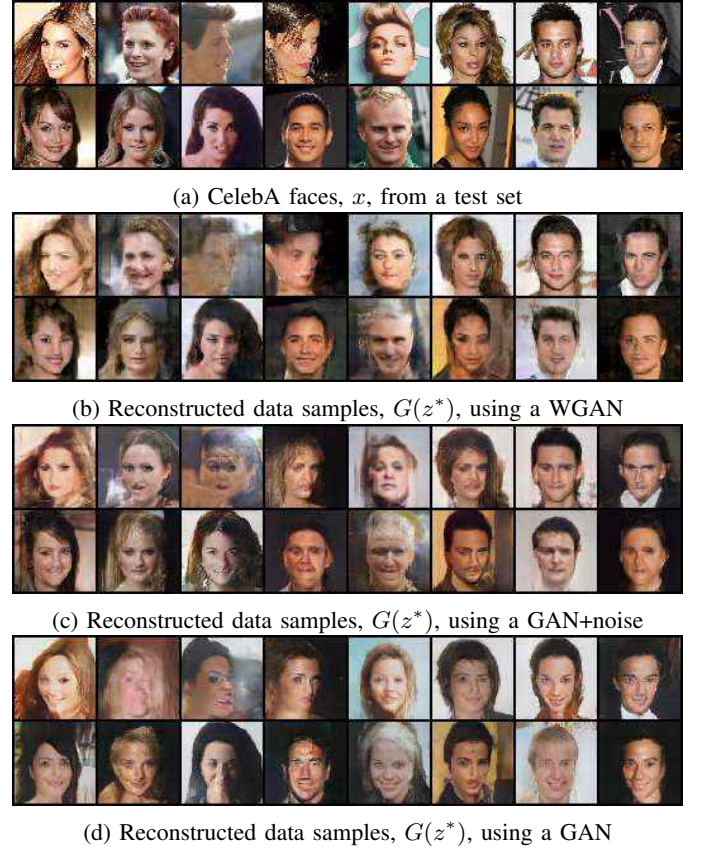 (a) CelebA faces, $x$, from a test set
(b) Reconstructed data samples, $G(z^*)$, using a WGAN
(c) Reconstructed data samples, $G(z^*)$, using a GAN+noise
(d) Reconstructed data samples, $G(z^*)$, using a GAN